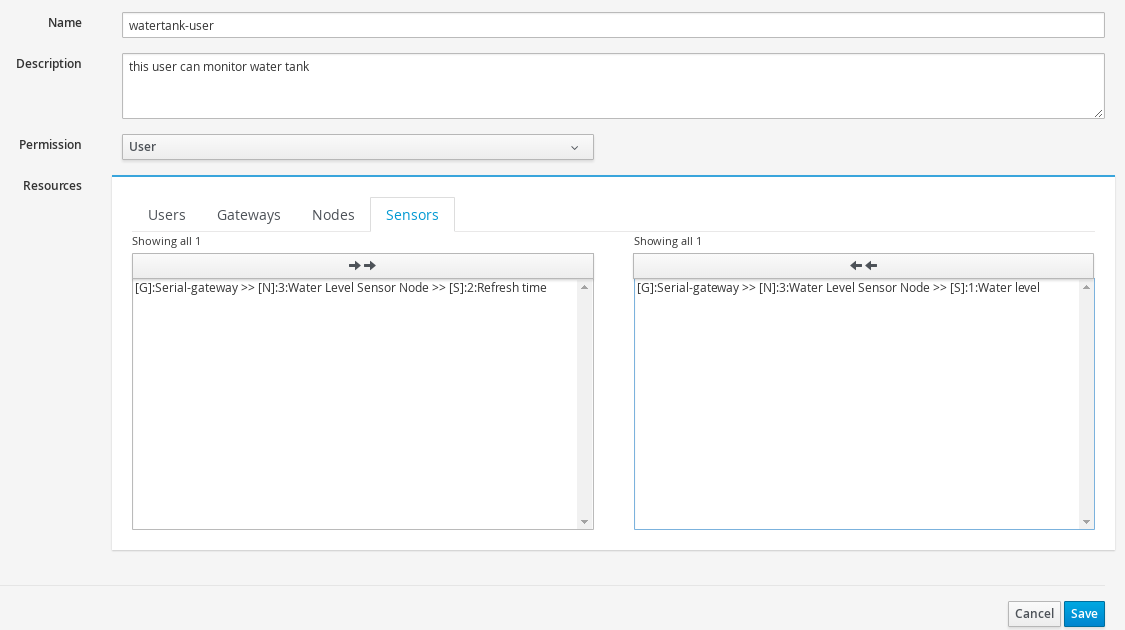 Name
watertank-user
Description
this user can monitor water tank
Permission
User
Resources
Users Gateways Nodes Sensors
Showing all 1
Showing all 1
[G]:Serial-gateway >> [N]:3:Water Level Sensor Node >> [S]:2:Refresh time
[G]:Serial-gateway >> [N]:3:Water Level Sensor Node >> [S]:1:Water level
Cancel Save